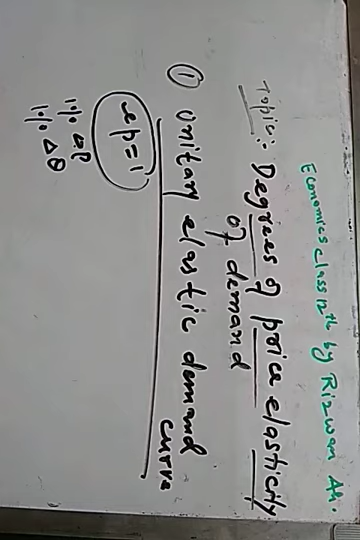 Economics class 12th by Rizwan Ah.
Topic:- Degrees of price elasticity
of demand
① Unitary elastic demand
curve
ep = 1
1% ΔP
1% ΔQ